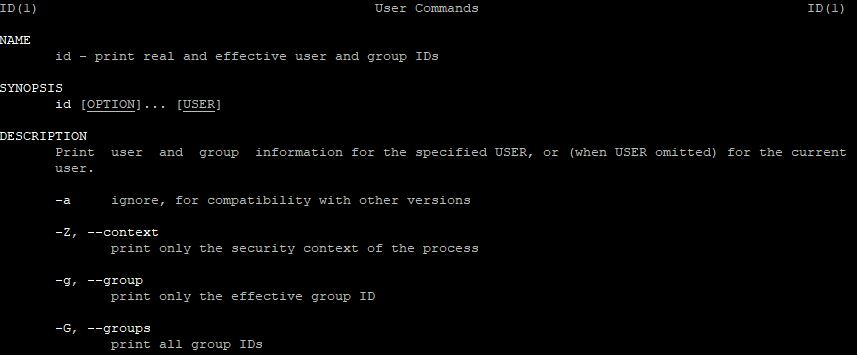 ID(1) User Commands ID(1)
NAME
id - print real and effective user and group IDs
SYNOPSIS
id [OPTION]... [USER]
DESCRIPTION
Print user and group information for the specified USER, or (when USER omitted) for the current
user.
-a ignore, for compatibility with other versions
-Z, --context
print only the security context of the process
-g, --group
print only the effective group ID
-G, --groups
print all group IDs